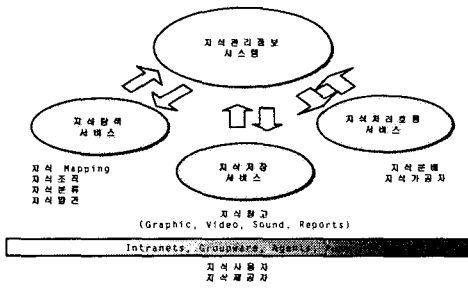 지식관리정보
시스템
지식탐색
서비스
지식처리흐름
서비스
지식저장
서비스
지식 Mapping
지식조직
지식분류
지식발견
지식분배
지식가공자
지식창고
(Graphic, Video, Sound, Reports)
Intranets, Groupware, Agents,
지식사용자
지식제공자